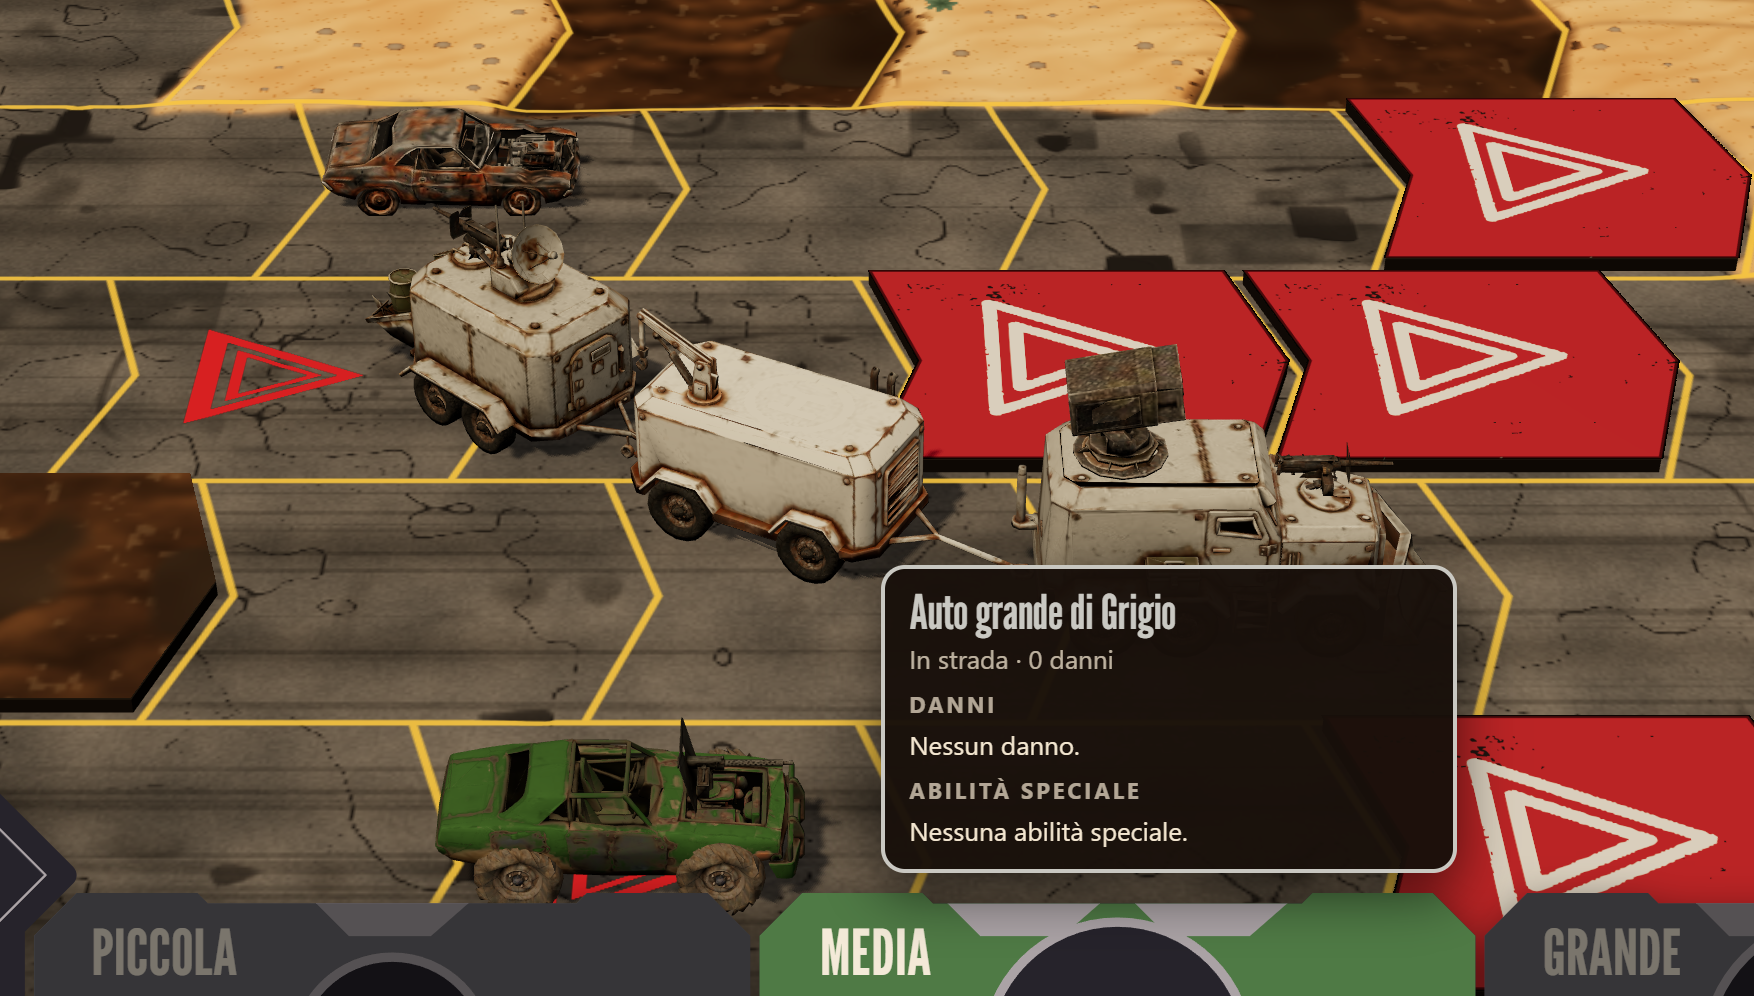 Auto grande di Grigio
In strada · 0 danni
DANNI
Nessun danno.
ABILITÀ SPECIALE
Nessuna abilità speciale.
PICCOLA
MEDIA
GRANDE